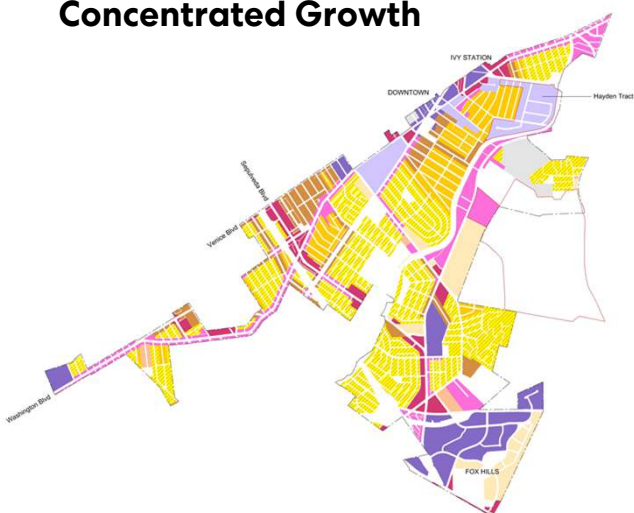 Concentrated Growth
IVY STATION
DOWNTOWN
Hayden Tract
Sepulveda Blvd
Venice Blvd
Washington Blvd
FOX HILLS